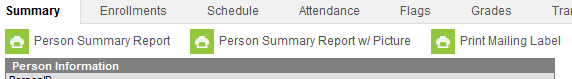 Summary Enrollments Schedule Attendance Flags Grades
Person Summary Report Person Summary Report w/ Picture Print Mailing Label
Person Information